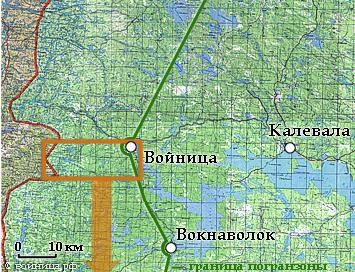 Калевала
Войница
Вокнаволок
0 10 км
граница погранзоны